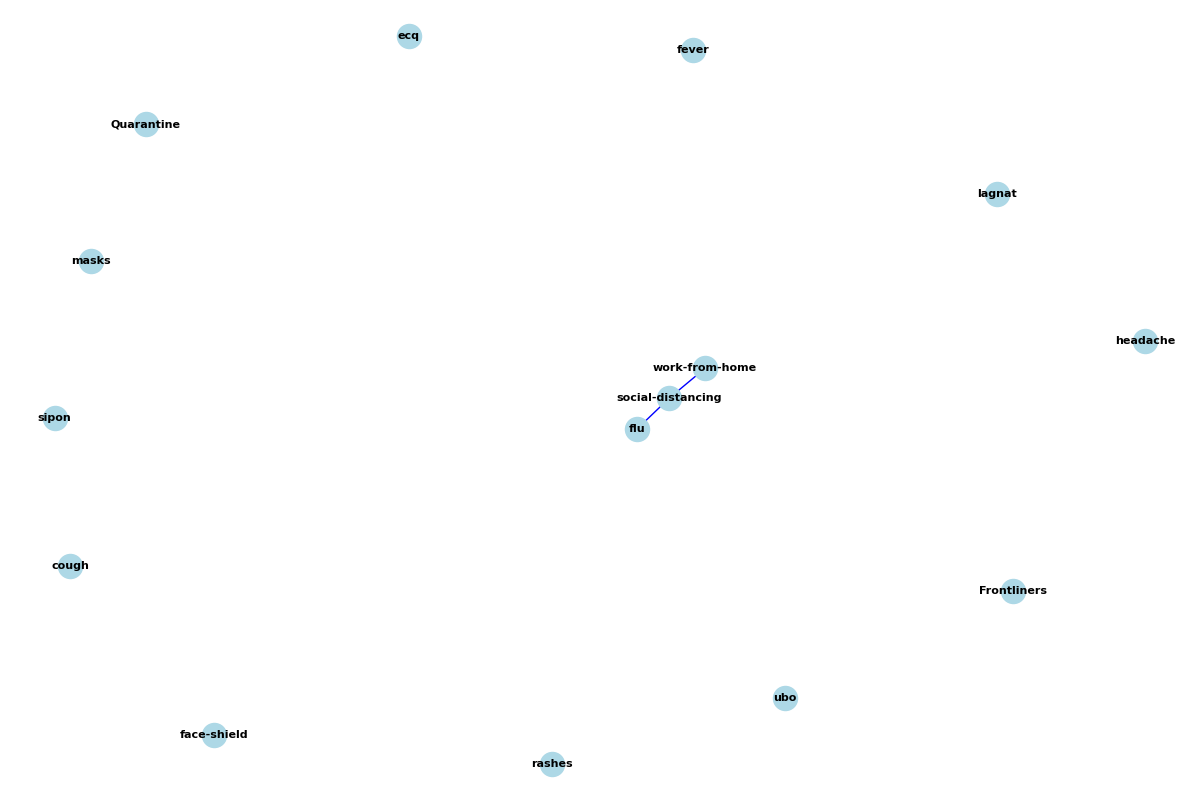 ecq
fever
Quarantine
lagnat
masks
headache
work-from-home
social-distancing
sipon
flu
cough
Frontliners
ubo
face-shield
rashes